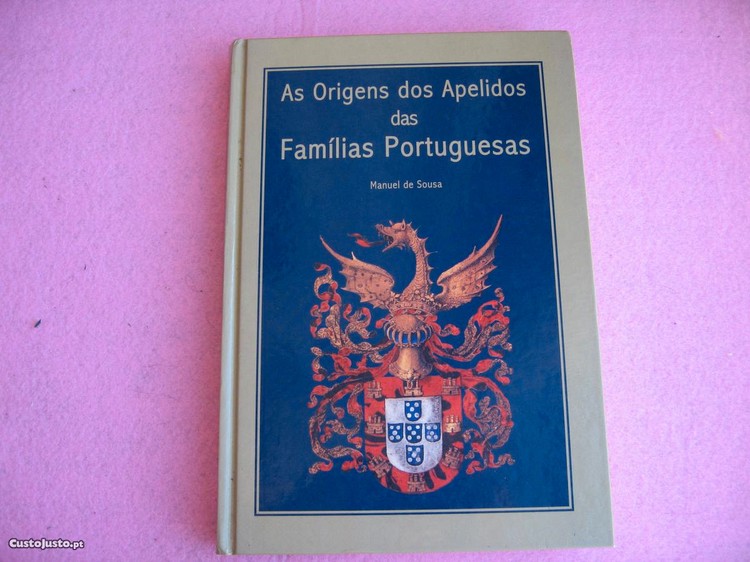 As Origens dos Apelidos
das
Famílias Portuguesas
Manuel de Sousa
CustoJusto.pt